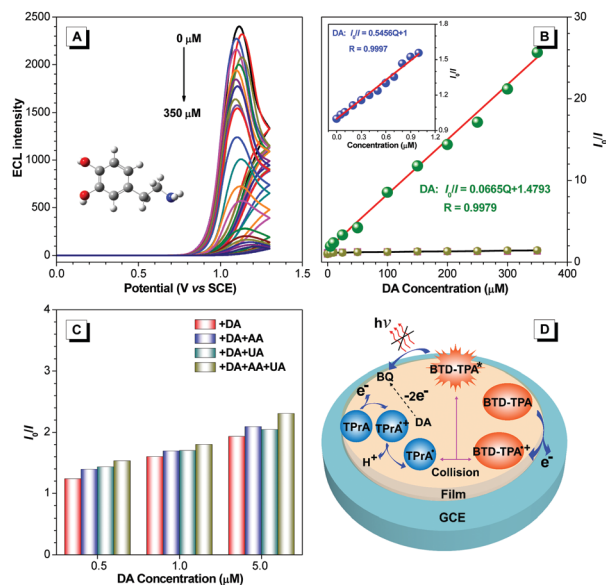 A
0 μM
350 μM
ECL intensity
2500
2000
1500
1000
500
0
0.0
0.5
1.0
1.5
Potential (V vs SCE)
B
DA: I0/I = 0.5456Q+1
R = 0.9997
I0/I
1.8
1.5
1.2
0.9
0.0
0.3
0.6
0.9
1.2
Concentration (μM)
DA: I0/I = 0.0665Q+1.4793
R = 0.9979
I0/I
30
25
20
15
10
5
0
0
100
200
300
400
DA Concentration (μM)
C
+DA
+DA+AA
+DA+UA
+DA+AA+UA
I0/I
4
3
2
1
0
0.5
1.0
5.0
DA Concentration (μM)
D
hν
BQ
BTD-TPA*
e-
-2e-
BTD-TPA
DA
TPrA
TPrA•+
TPrA•
H+
BTD-TPA•+
e-
Collision
Film
GCE